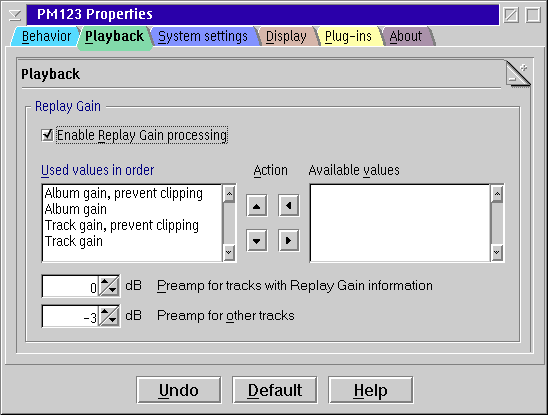 PM123 Properties
Behavior Playback System settings Display Plug-ins About
Playback
Replay Gain
Enable Replay Gain processing
Used values in order Action Available values
Album gain, prevent clipping
Album gain
Track gain, prevent clipping
Track gain
0 dB Preamp for tracks with Replay Gain information
-3 dB Preamp for other tracks
Undo Default Help